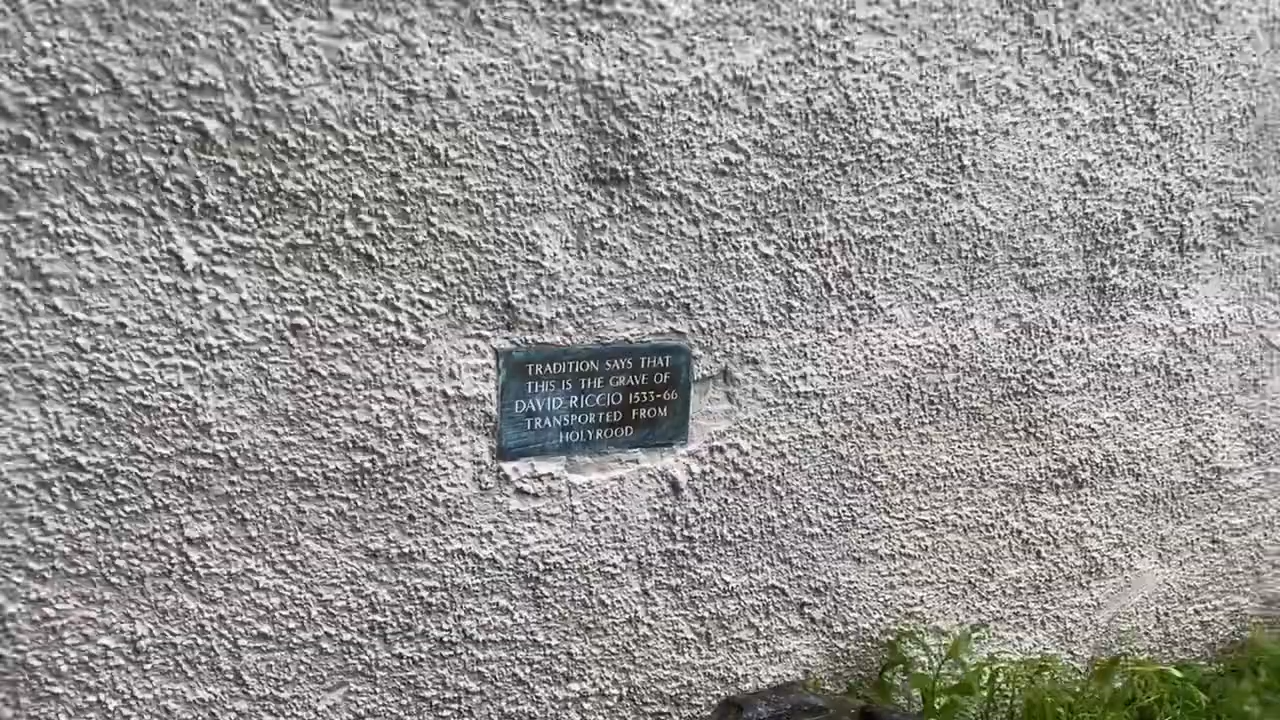 TRADITION SAYS THAT
THIS IS THE GRAVE OF
DAVID RICCIO 1533-66
TRANSPORTED FROM
HOLYROOD